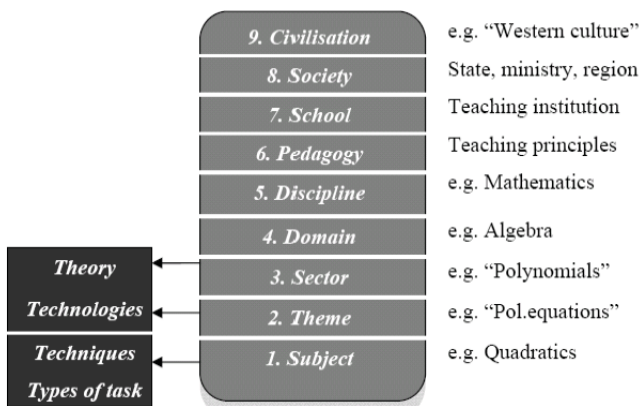 9. Civilisation e.g. “Western culture”
8. Society State, ministry, region
7. School Teaching institution
6. Pedagogy Teaching principles
5. Discipline e.g. Mathematics
4. Domain e.g. Algebra
Theory 3. Sector e.g. “Polynomials”
Technologies 2. Theme e.g. “Pol.equations”
Techniques 1. Subject e.g. Quadratics
Types of task